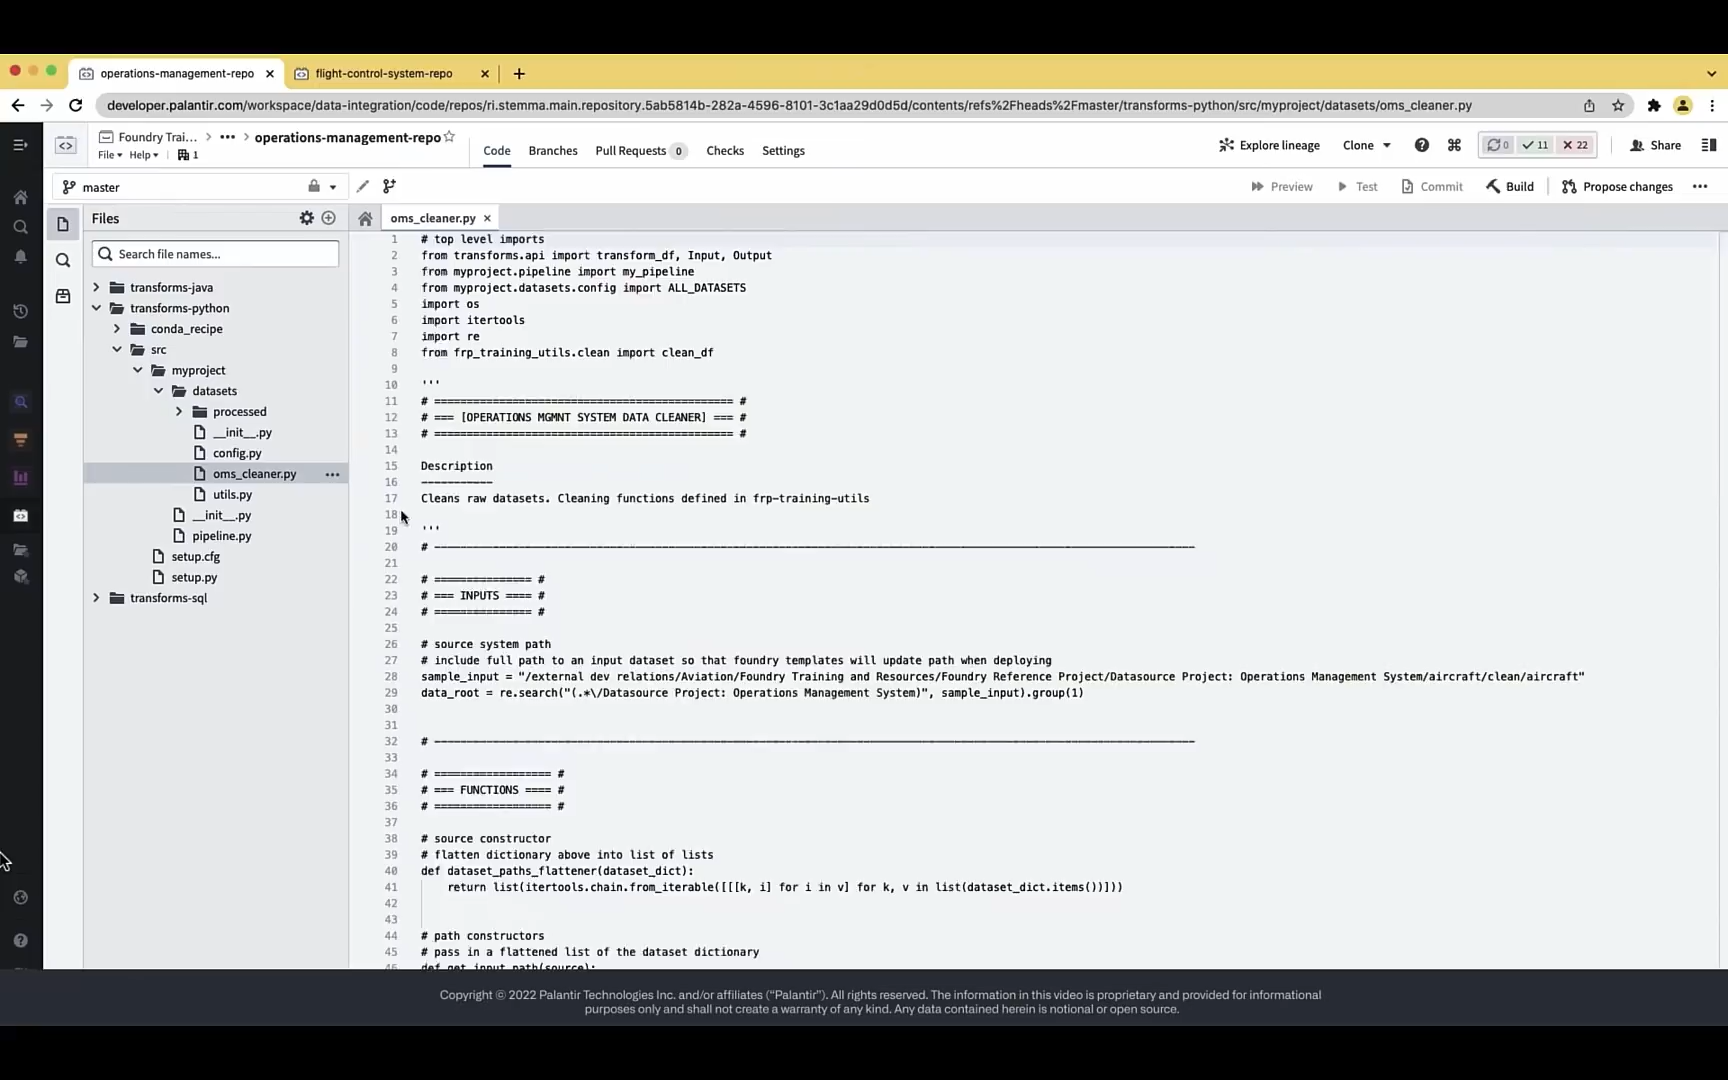 operations-management-repo
flight-control-system-repo
developer.palantir.com/workspace/data-integration/code/repos/ri.stemma.main.repository.5ab5814b-282a-4596-8101-3c1aa29d0d5d/contents/refs%2Fheads%2Fmaster/transforms-python/src/myproject/datasets/oms_cleaner.py
Foundry Trai... > ••• > operations-management-repo
File Help 1
Code Branches Pull Requests 0 Checks Settings
Explore lineage Clone 0 11 22 Share
master
Preview Test Commit Build Propose changes
Files
Search file names...
transforms-java
transforms-python
conda_recipe
src
myproject
datasets
processed
__init__.py
config.py
oms_cleaner.py
utils.py
__init__.py
pipeline.py
setup.cfg
setup.py
transforms-sql
oms_cleaner.py
1 # top level imports
2 from transforms.api import transform_df, Input, Output
3 from myproject.pipeline import my_pipeline
4 from myproject.datasets.config import ALL_DATASETS
5 import os
6 import itertools
7 import re
8 from frp_training_utils.clean import clean_df
9
10 '''
11 # ============================================== #
12 # === [OPERATIONS MGMNT SYSTEM DATA CLEANER] === #
13 # ============================================== #
14
15 Description
16 -----------
17 Cleans raw datasets. Cleaning functions defined in frp-training-utils
18
19 '''
20 # ----------------------------------------------------------------------------------------------------------------------
21
22 # =============== #
23 # === INPUTS ==== #
24 # =============== #
25
26 # source system path
27 # include full path to an input dataset so that foundry templates will update path when deploying
28 sample_input = "/external dev relations/Aviation/Foundry Training and Resources/Foundry Reference Project/Datasource Project: Operations Management System/aircraft/clean/aircraft"
29 data_root = re.search("(.*\/Datasource Project: Operations Management System)", sample_input).group(1)
30
31
32 # ----------------------------------------------------------------------------------------------------------------------
33
34 # ================== #
35 # === FUNCTIONS ==== #
36 # ================== #
37
38 # source constructor
39 # flatten dictionary above into list of lists
40 def dataset_paths_flattener(dataset_dict):
41 return list(itertools.chain.from_iterable([[[k, i] for i in v] for k, v in list(dataset_dict.items())]))
42
43
44 # path constructors
45 # pass in a flattened list of the dataset dictionary
46 def get_input_path(source):
Copyright © 2022 Palantir Technologies Inc. and/or affiliates (“Palantir”). All rights reserved. The information in this video is proprietary and provided for informational
purposes only and shall not create a warranty of any kind. Any data contained herein is notional or open source.